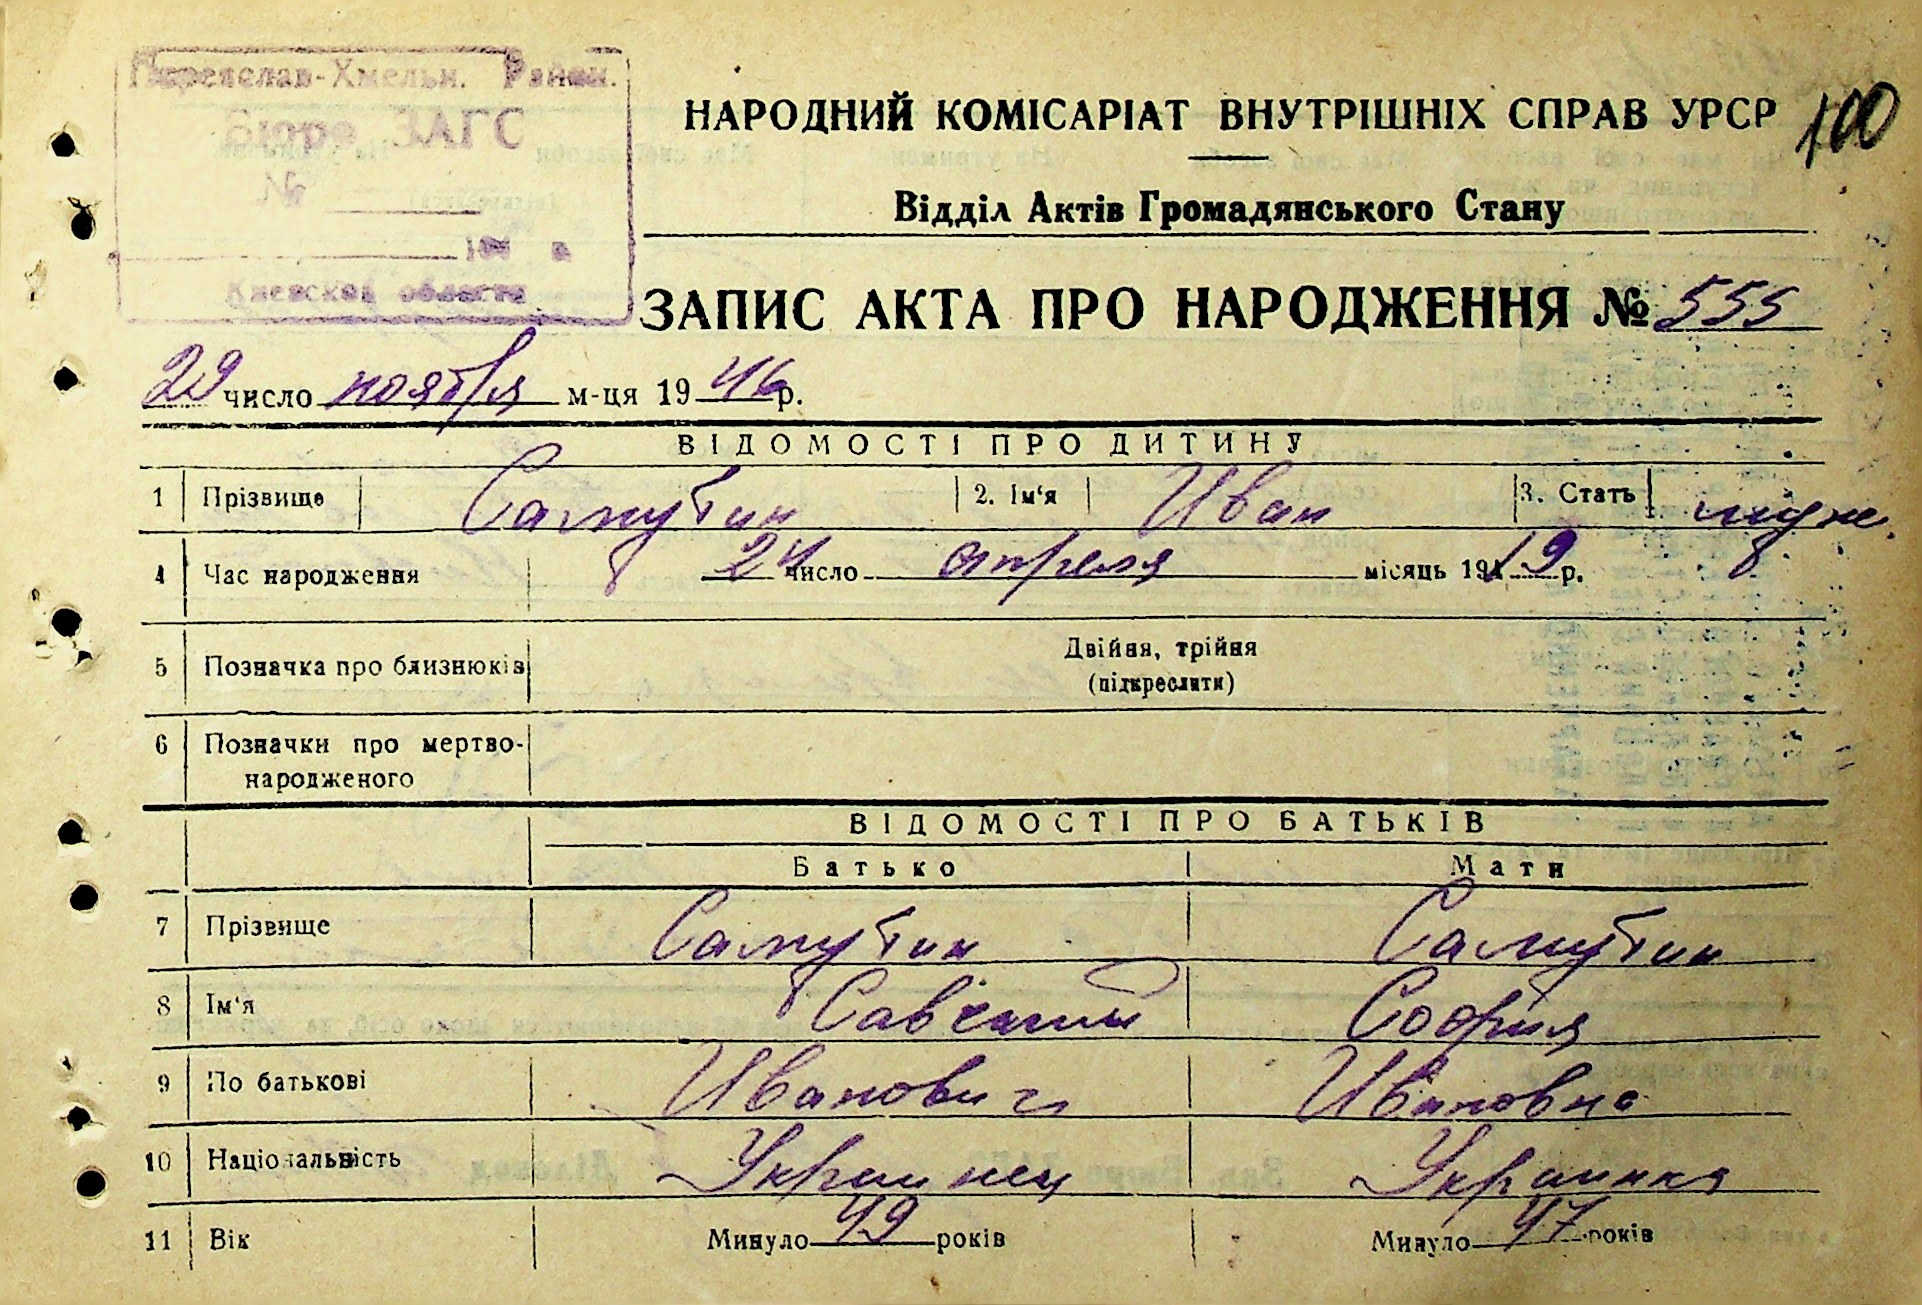 Переяслав-Хмельн. Район.
Бюро ЗАГС
№
194 г.
Киевской области
НАРОДНИЙ КОМІСАРІАТ ВНУТРІШНІХ СПРАВ УРСР 100
Відділ Актів Громадянського Стану
ЗАПИС АКТА ПРО НАРОДЖЕННЯ № 555
29 число ноября м-ця 1946 р.
ВІДОМОСТІ ПРО ДИТИНУ
1 Прізвище Самутин 2. Ім'я Иван 3. Стать муж.
4 Час народження 24 число апреля місяць 1919 р.
5 Позначка про близнюків Двійня, трійня
(підкреслити)
6 Позначки про мертво-
народженого
ВІДОМОСТІ ПРО БАТЬКІВ
Батько Мати
7 Прізвище Самутин Самутин
8 Ім'я София
9 По батькові Иванович Ивановна
10 Національність Украинец Украинка
11 Вік Минуло 49 років Минуло 47 років